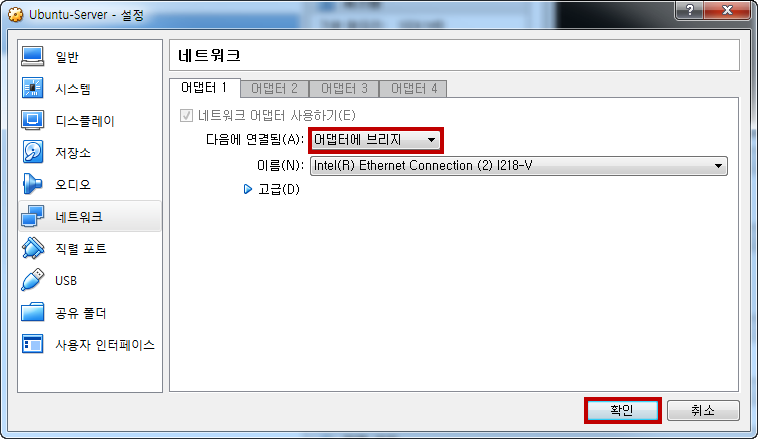 Ubuntu-Server - 설정
일반
시스템
디스플레이
저장소
오디오
네트워크
직렬 포트
USB
공유 폴더
사용자 인터페이스
네트워크
어댑터 1 어댑터 2 어댑터 3 어댑터 4
네트워크 어댑터 사용하기(E)
다음에 연결됨(A): 어댑터에 브리지
이름(N): Intel(R) Ethernet Connection (2) I218-V
고급(D)
확인 취소